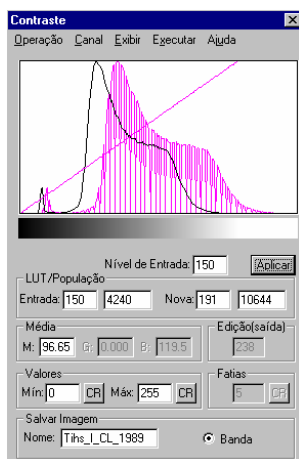 Contraste
Operação Canal Exibir Executar Ajuda
Nível de Entrada: 150 Aplicar
LUT/População
Entrada: 150 4240 Nova: 191 10644
Média Edição(saída)
M: 96.65 G: 0.000 B: 119.5 238
Valores Fatias
Mín: 0 CR Máx: 255 CR 5 CR
Salvar Imagem
Nome: Tihs_I_CL_1989 Banda